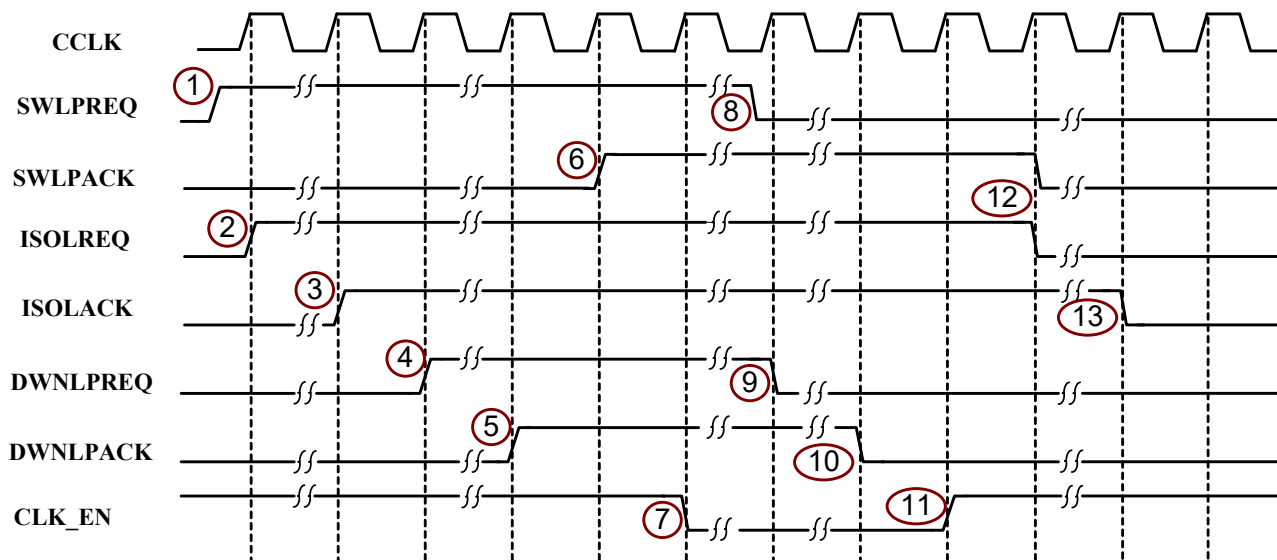 CCLK
1
SWLPREQ
8
6
SWLPACK
12
2
ISOLREQ
3
ISOLACK
13
4
DWNLPREQ
9
5
DWNLPACK
10
11
CLK_EN
7